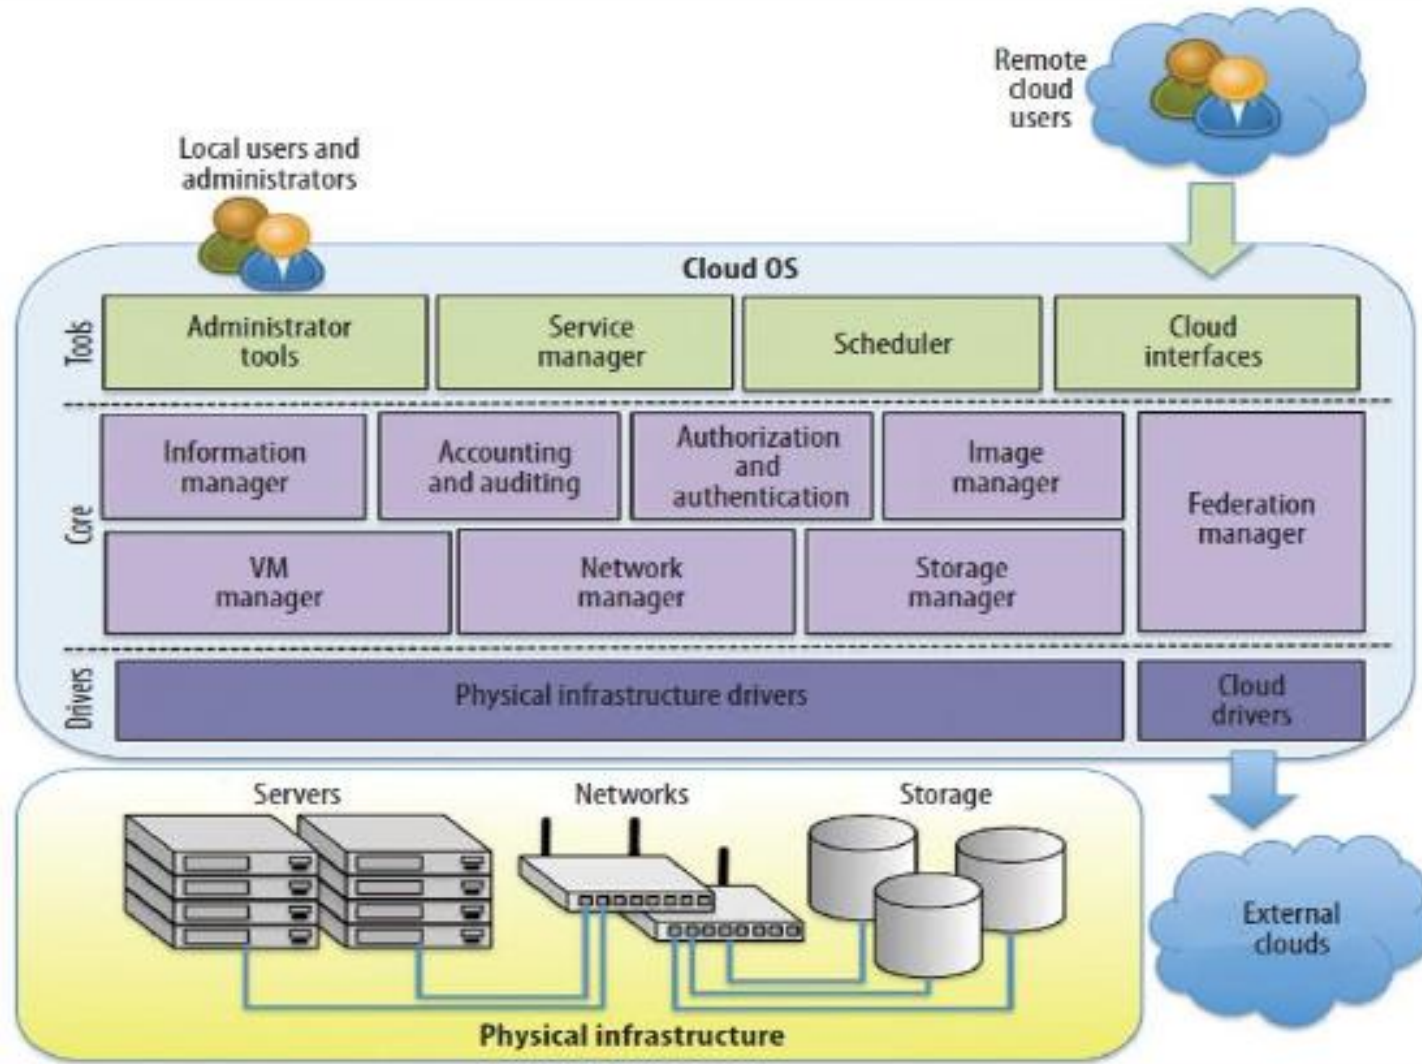 Remote
cloud
users
Local users and
administrators
Cloud OS
Tools
Administrator
tools
Service
manager
Scheduler
Cloud
interfaces
Core
Information
manager
Accounting
and auditing
Authorization
and
authentication
Image
manager
Federation
manager
VM
manager
Network
manager
Storage
manager
Drivers
Physical infrastructure drivers
Cloud
drivers
Servers
Networks
Storage
External
clouds
Physical infrastructure